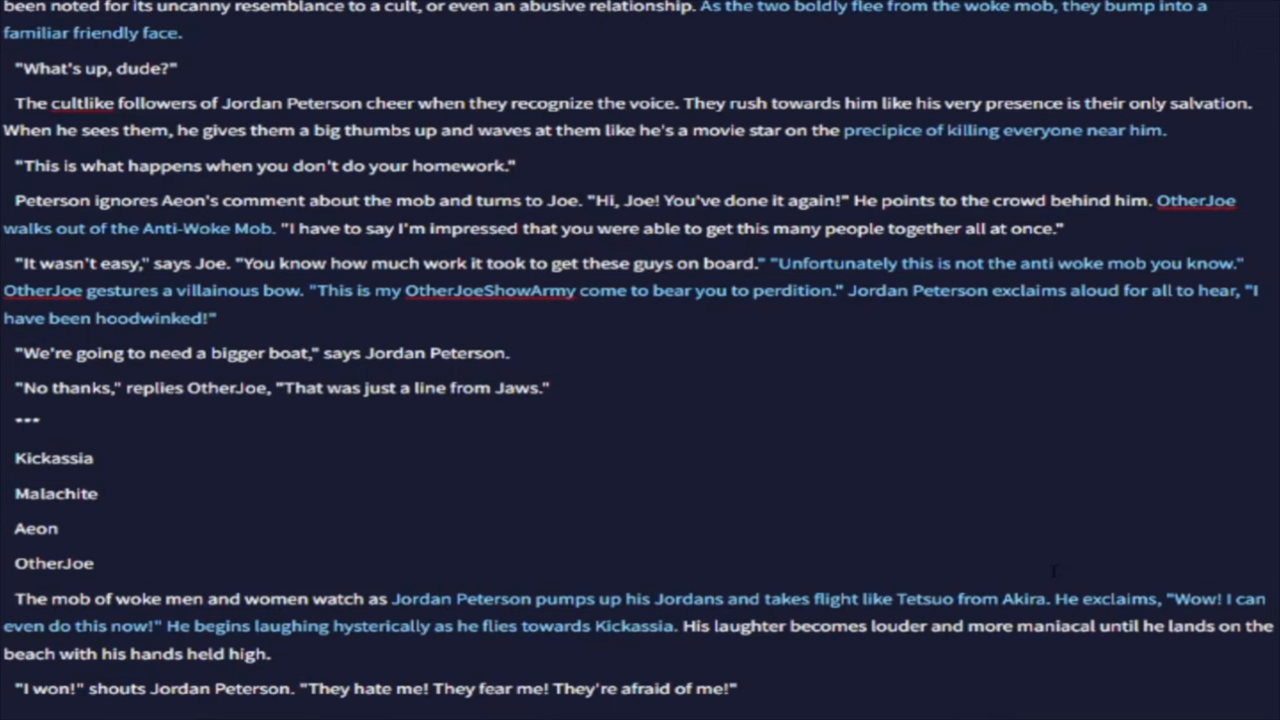 been noted for its uncanny resemblance to a cult, or even an abusive relationship. As the two boldly flee from the woke mob, they bump into a
familiar friendly face.
"What's up, dude?"
The cultlike followers of Jordan Peterson cheer when they recognize the voice. They rush towards him like his very presence is their only salvation.
When he sees them, he gives them a big thumbs up and waves at them like he's a movie star on the precipice of killing everyone near him.
"This is what happens when you don't do your homework."
Peterson ignores Aeon's comment about the mob and turns to Joe. "Hi, Joe! You've done it again!" He points to the crowd behind him. OtherJoe
walks out of the Anti-Woke Mob. "I have to say I'm impressed that you were able to get this many people together all at once."
"It wasn't easy," says Joe. "You know how much work it took to get these guys on board." "Unfortunately this is not the anti woke mob you know."
OtherJoe gestures a villainous bow. "This is my OtherJoeShowArmy come to bear you to perdition." Jordan Peterson exclaims aloud for all to hear, "I
have been hoodwinked!"
"We're going to need a bigger boat," says Jordan Peterson.
"No thanks," replies OtherJoe, "That was just a line from Jaws."
***
Kickassia
Malachite
Aeon
OtherJoe
The mob of woke men and women watch as Jordan Peterson pumps up his Jordans and takes flight like Tetsuo from Akira. He exclaims, "Wow! I can
even do this now!" He begins laughing hysterically as he flies towards Kickassia. His laughter becomes louder and more maniacal until he lands on the
beach with his hands held high.
"I won!" shouts Jordan Peterson. "They hate me! They fear me! They're afraid of me!"